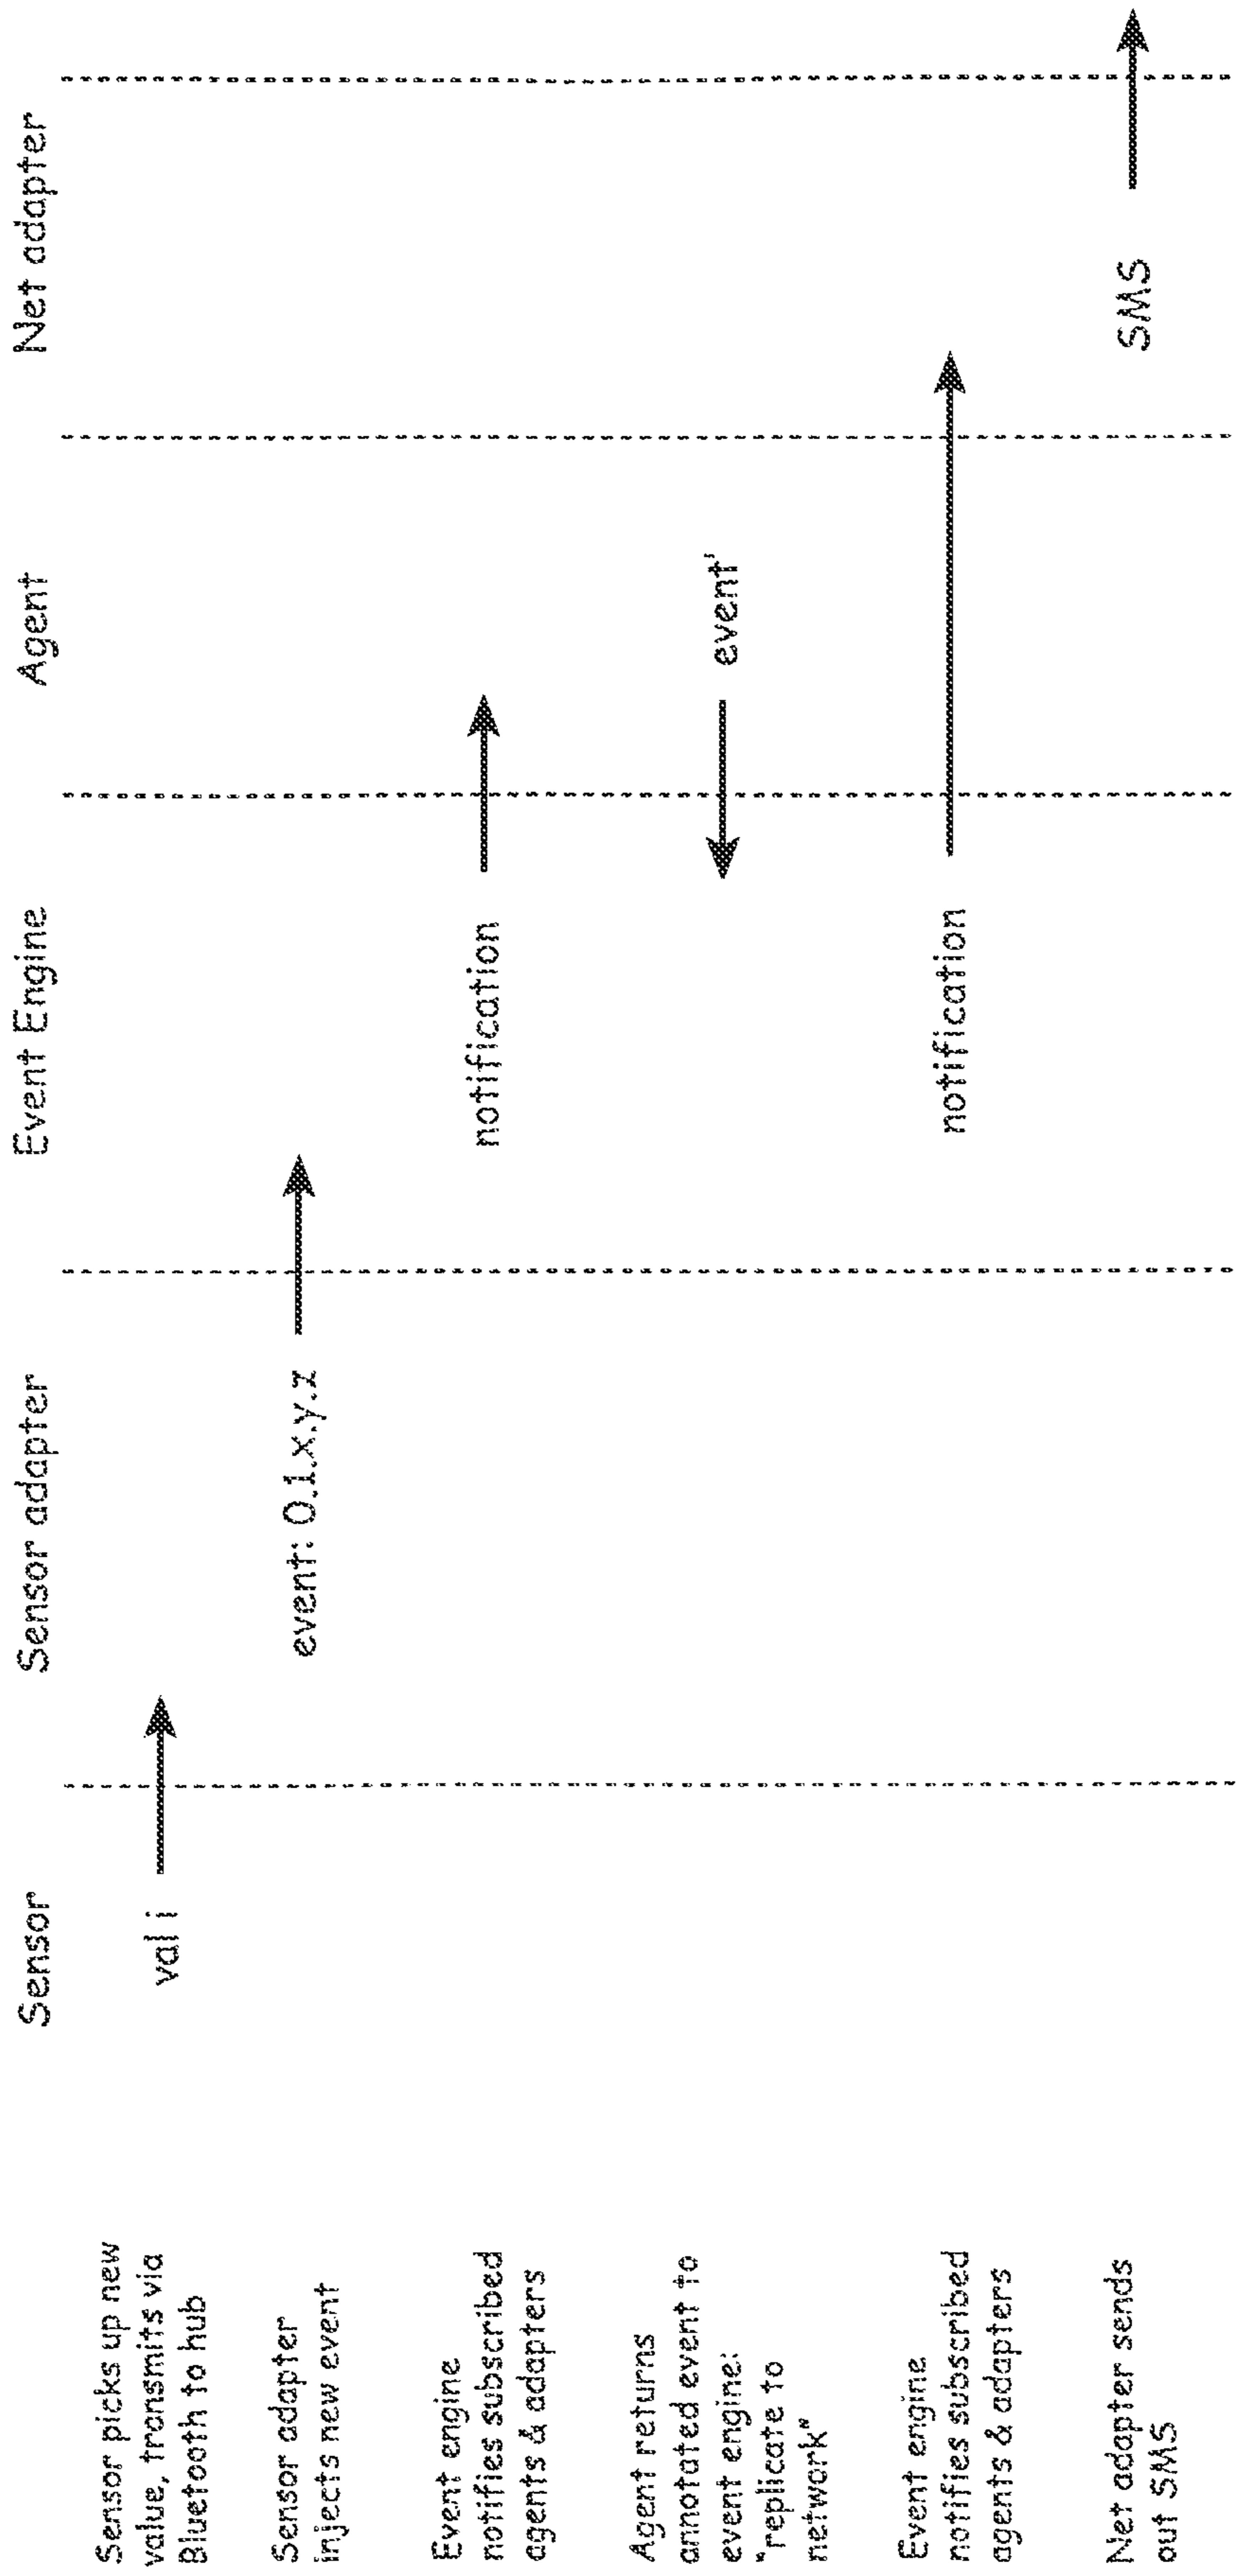 Sensor
Sensor adapter
Event Engine
Agent
Net adapter
Sensor picks up new
value, transmits via
Bluetooth to hub
val i
Sensor adapter
injects new event
event: 0.1.x.y.z
Event engine
notifies subscribed
agents & adapters
notification
Agent returns
annotated event to
event engine:
"replicate to
network"
event'
Event engine
notifies subscribed
agents & adapters
notification
Net adapter sends
out SMS
SMS